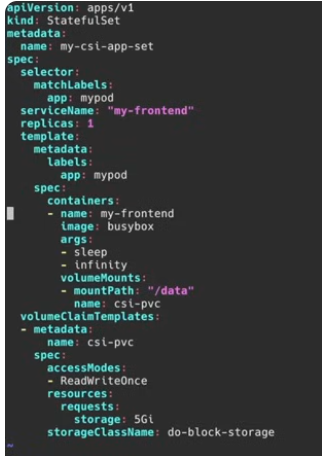 apiVersion: apps/v1
kind: StatefulSet
metadata:
  name: my-csi-app-set
spec:
  selector:
    matchLabels:
      app: mypod
  serviceName: "my-frontend"
  replicas: 1
  template:
    metadata:
      labels:
        app: mypod
    spec:
      containers:
      - name: my-frontend
        image: busybox
        args:
        - sleep
        - infinity
        volumeMounts:
        - mountPath: "/data"
          name: csi-pvc
  volumeClaimTemplates:
  - metadata:
      name: csi-pvc
    spec:
      accessModes:
      - ReadWriteOnce
      resources:
        requests:
          storage: 5Gi
      storageClassName: do-block-storage
~